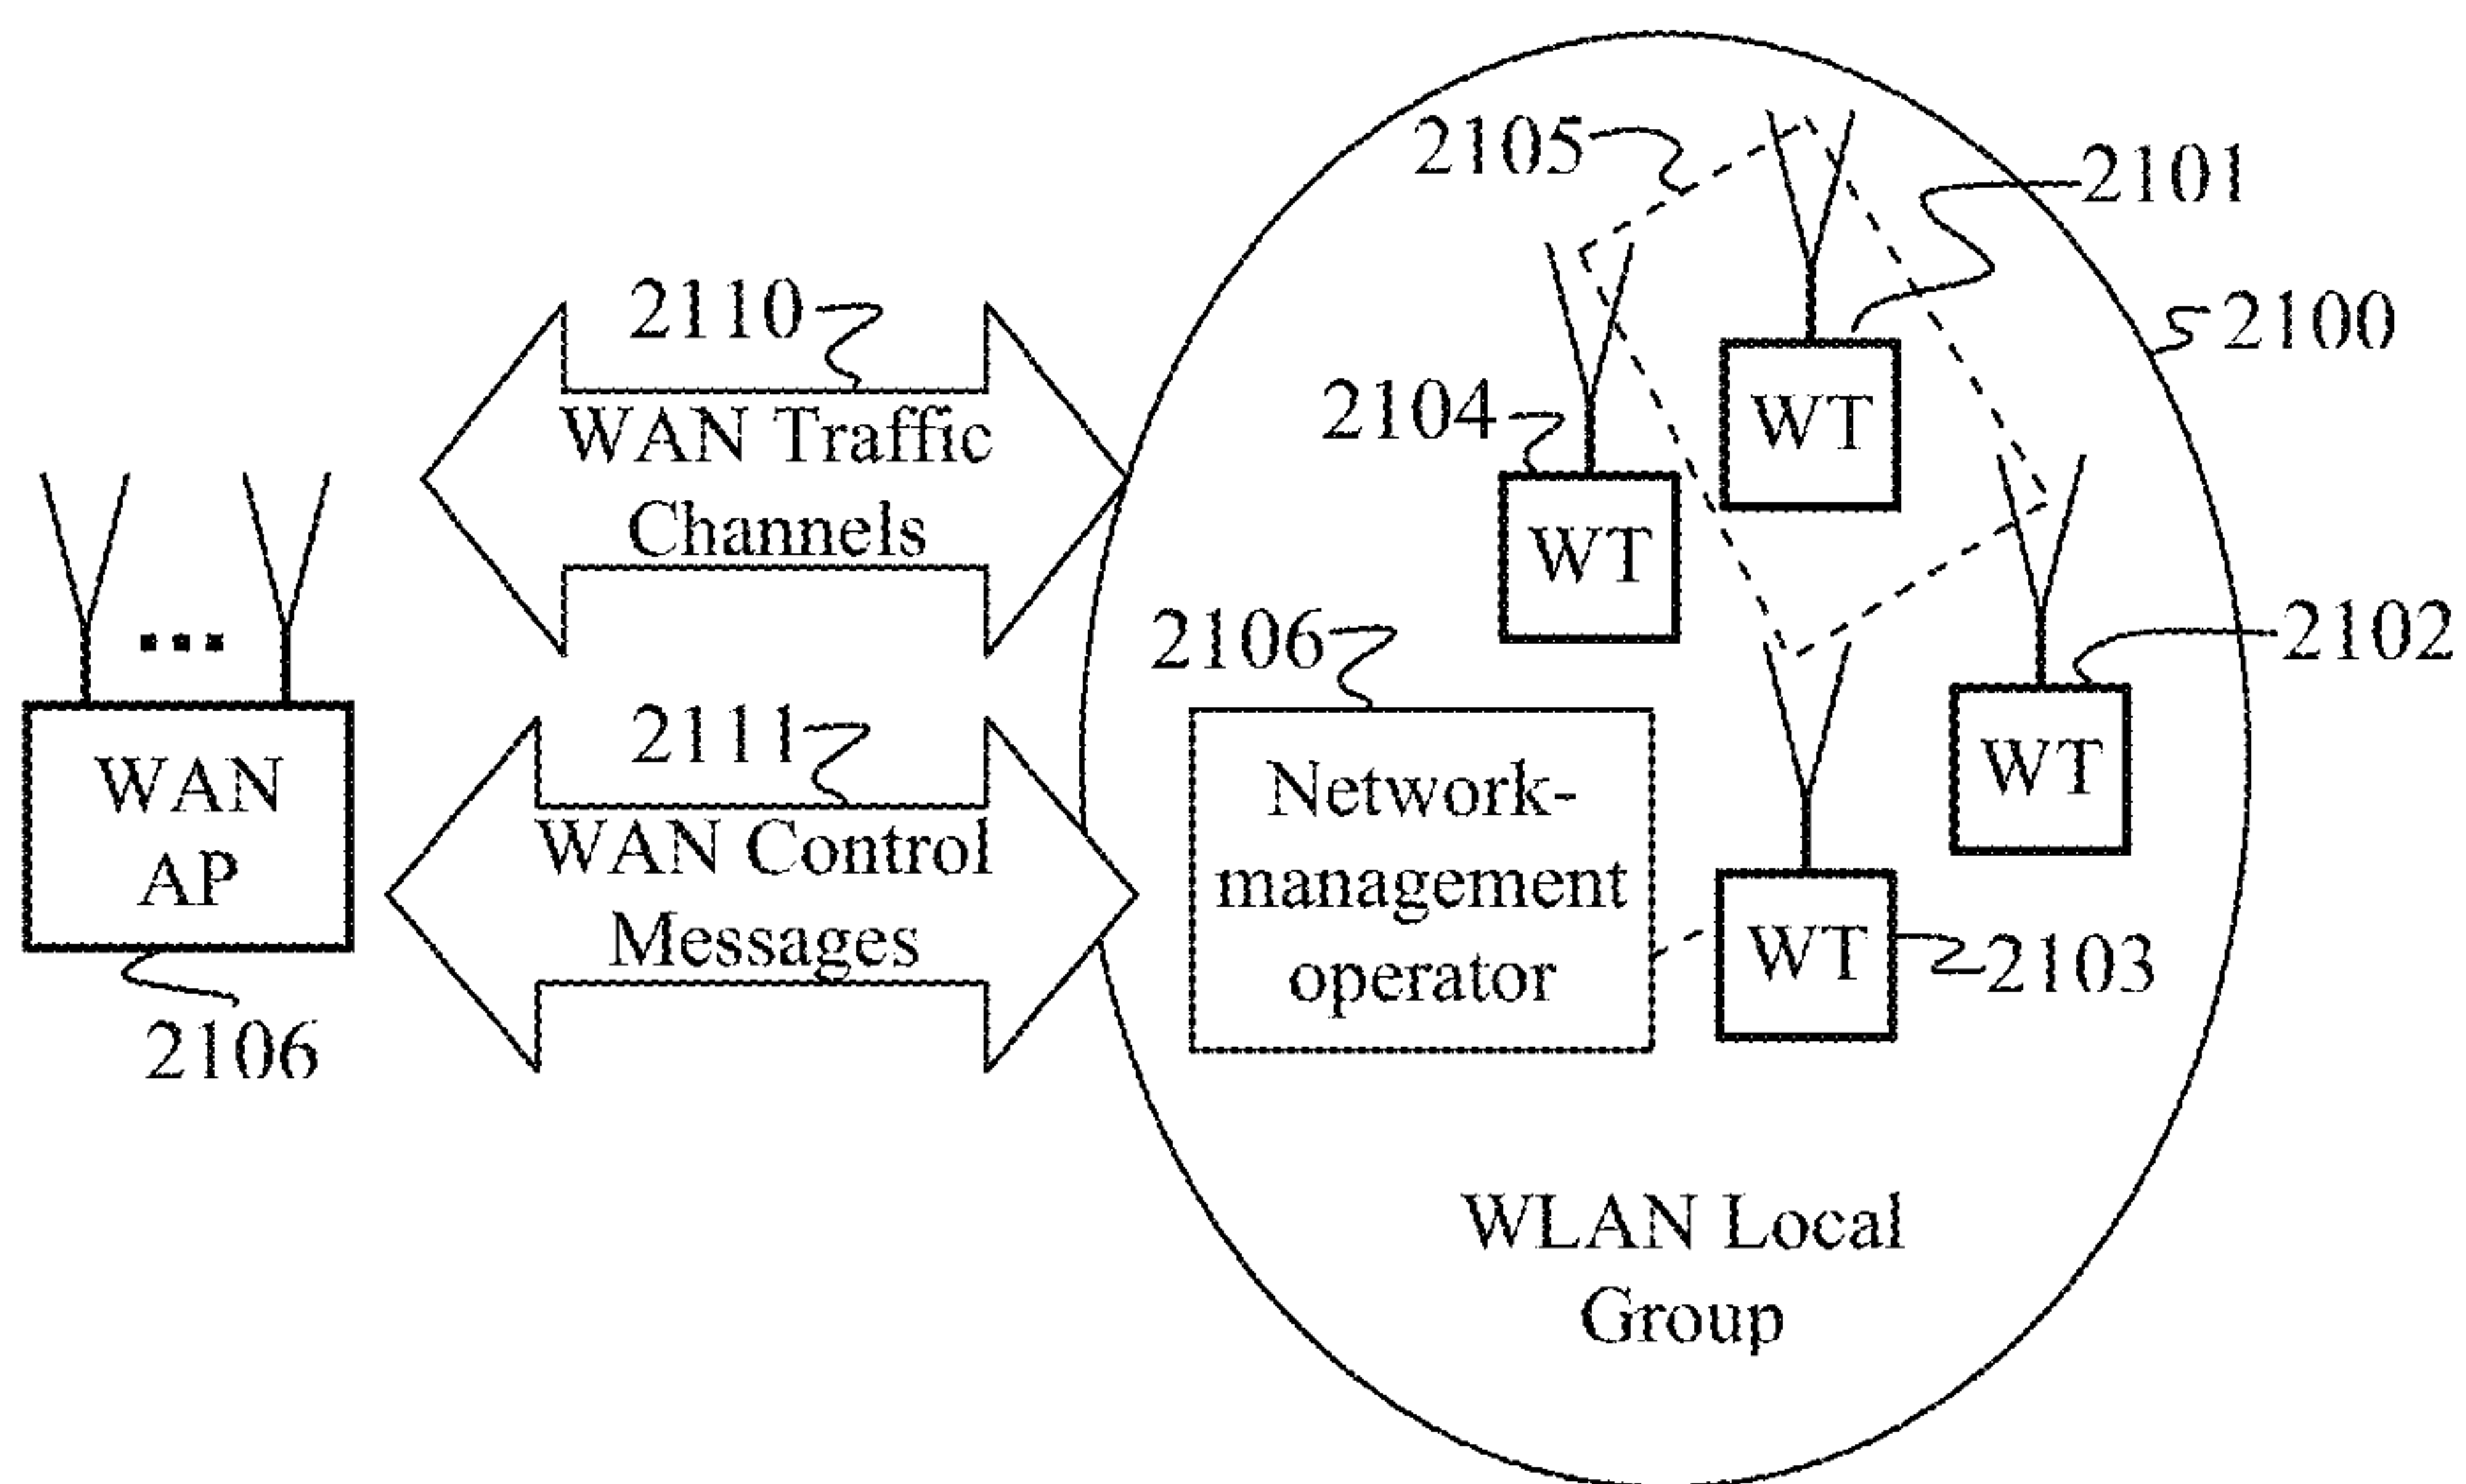 2105
2101
2110
2100
WT
2104
WAN Traffic
Channels
WT
...
2106
2102
2111
WAN
AP
WAN Control
Messages
Network-
management
operator
WT
WT
2103
2106
WLAN Local
Group